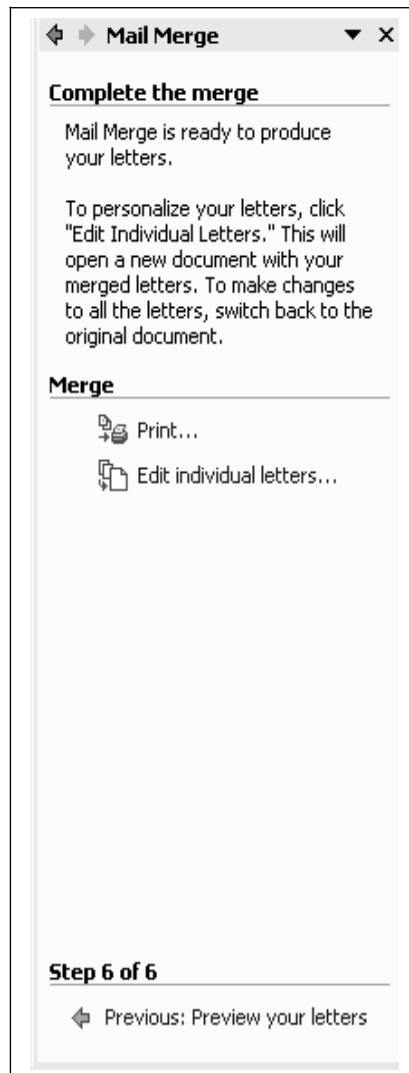 Mail Merge
Complete the merge
Mail Merge is ready to produce
your letters.
To personalize your letters, click
"Edit Individual Letters." This will
open a new document with your
merged letters. To make changes
to all the letters, switch back to the
original document.
Merge
Print...
Edit individual letters...
Step 6 of 6
Previous: Preview your letters